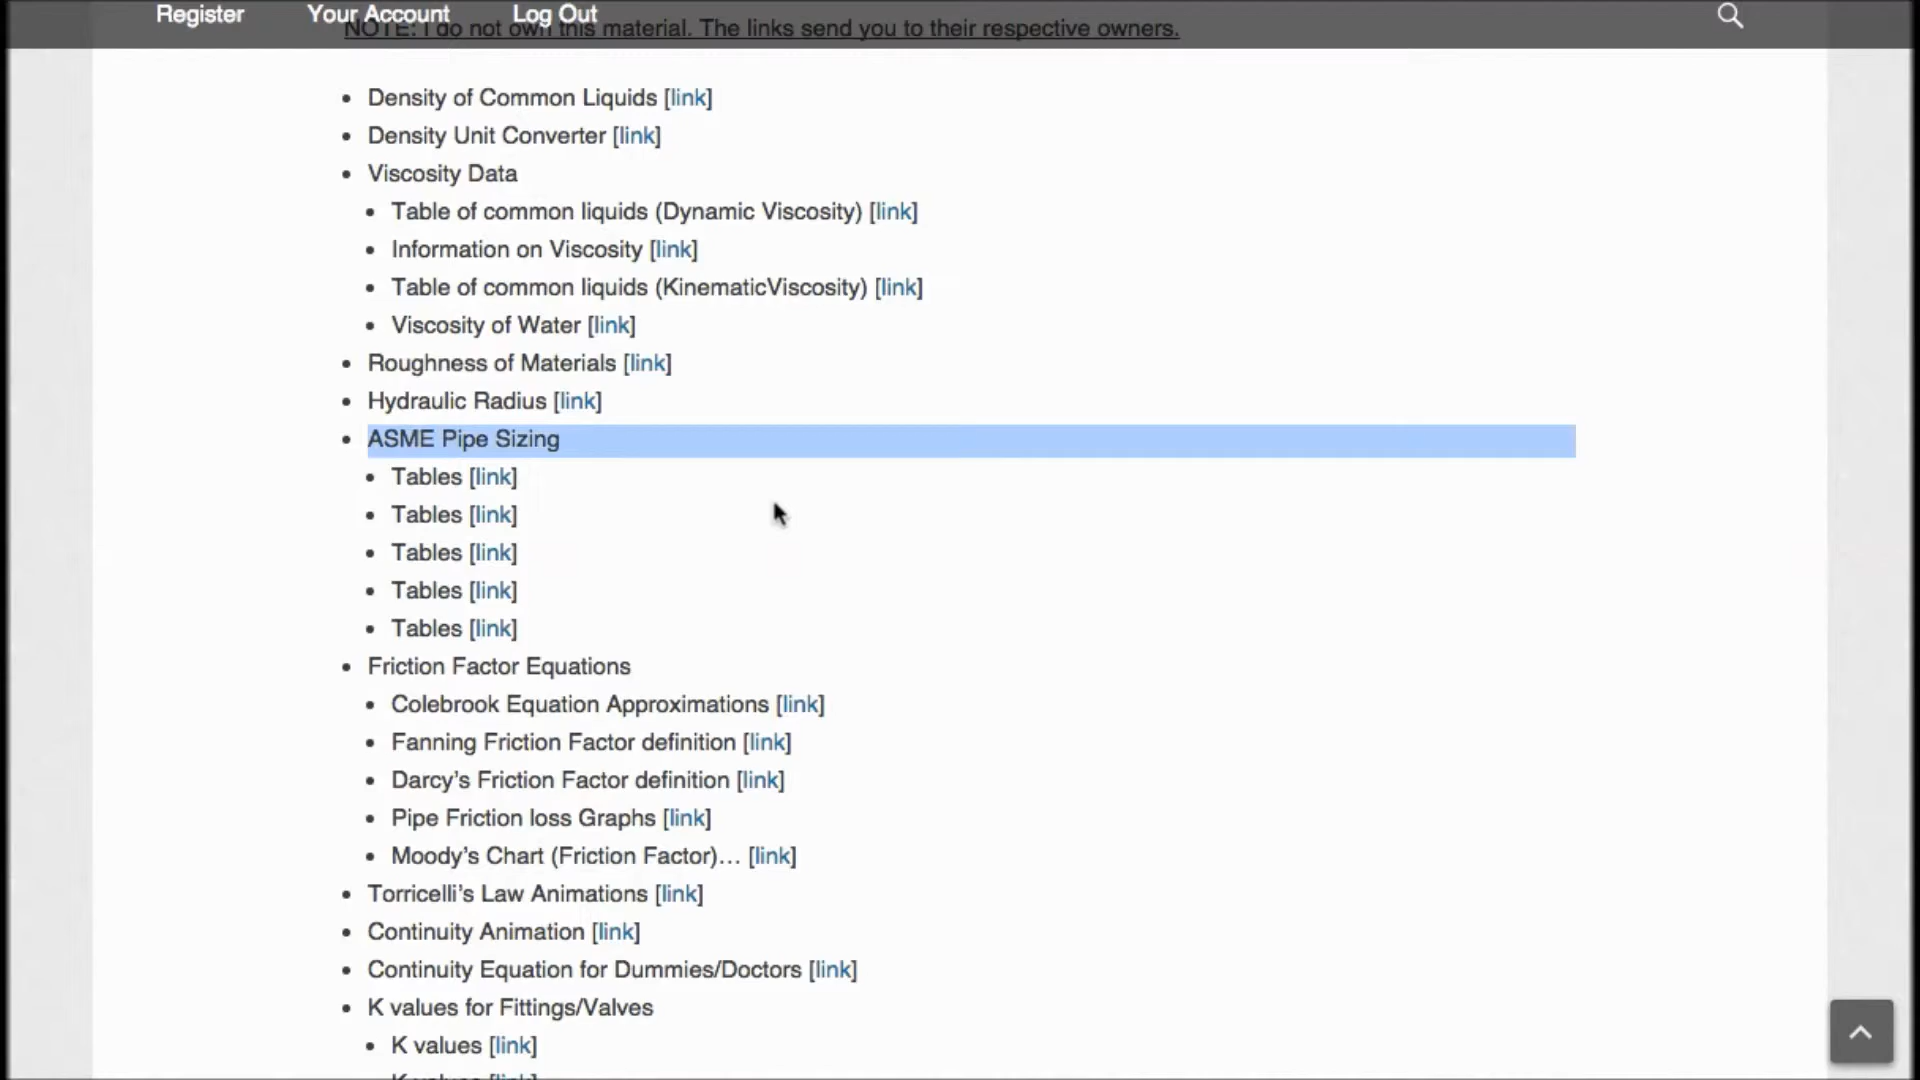 Register Your Account Log Out
NOTE: I do not own this material. The links send you to their respective owners.
Density of Common Liquids [link]
Density Unit Converter [link]
Viscosity Data
Table of common liquids (Dynamic Viscosity) [link]
Information on Viscosity [link]
Table of common liquids (KinematicViscosity) [link]
Viscosity of Water [link]
Roughness of Materials [link]
Hydraulic Radius [link]
ASME Pipe Sizing
Tables [link]
Tables [link]
Tables [link]
Tables [link]
Tables [link]
Friction Factor Equations
Colebrook Equation Approximations [link]
Fanning Friction Factor definition [link]
Darcy's Friction Factor definition [link]
Pipe Friction loss Graphs [link]
Moody's Chart (Friction Factor)… [link]
Torricelli's Law Animations [link]
Continuity Animation [link]
Continuity Equation for Dummies/Doctors [link]
K values for Fittings/Valves
K values [link]